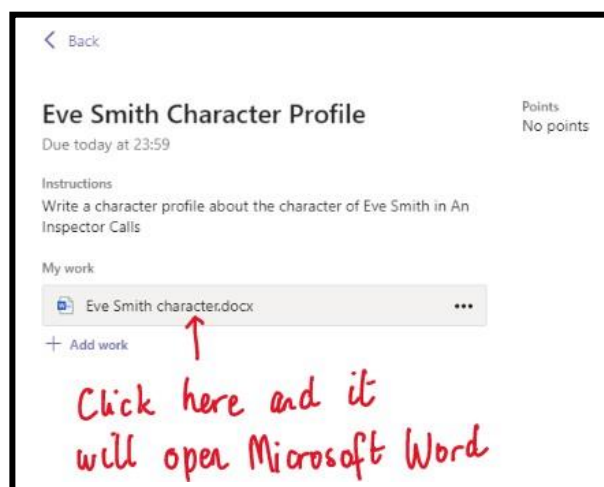 Back
Eve Smith Character Profile
Due today at 23:59
Points
No points
Instructions
Write a character profile about the character of Eve Smith in An
Inspector Calls
My work
Eve Smith character.docx
+ Add work
Click here and it
will open Microsoft Word